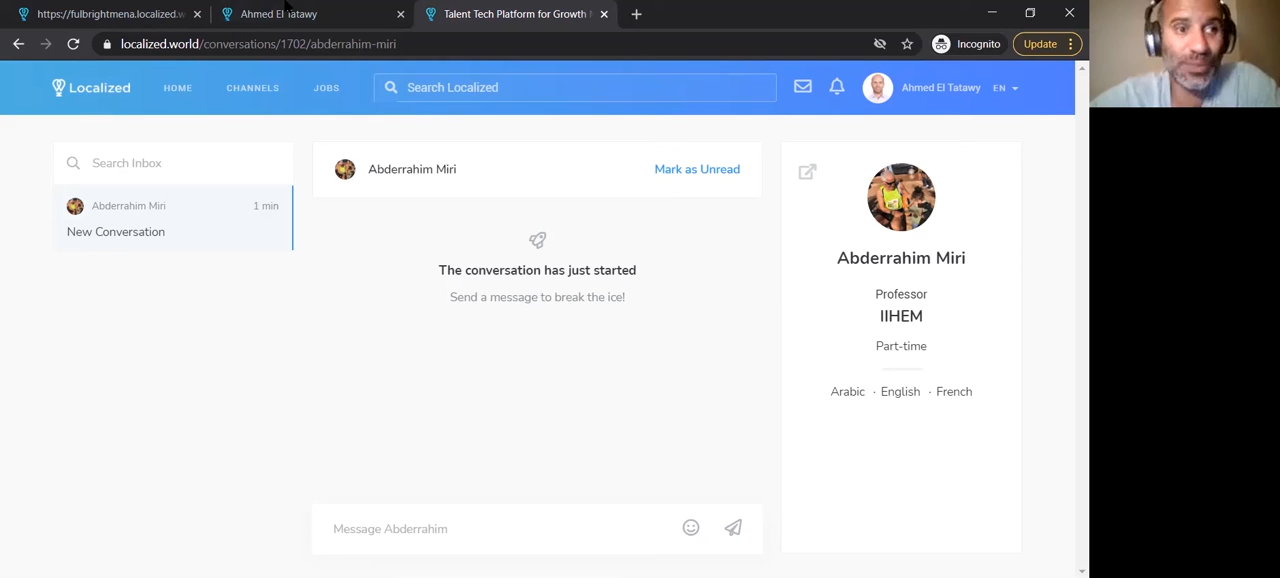 https://fulbrightmena.localized.w
Ahmed El Tatawy
Talent Tech Platform for Growth
localized.world/conversations/1702/abderrahim-miri
Incognito
Update
Localized
HOME
CHANNELS
JOBS
Search Localized
Ahmed El Tatawy
EN
Search Inbox
Abderrahim Miri
1 min
New Conversation
Abderrahim Miri
Mark as Unread
The conversation has just started
Send a message to break the ice!
Message Abderrahim
Abderrahim Miri
Professor
IIHEM
Part-time
Arabic · English · French